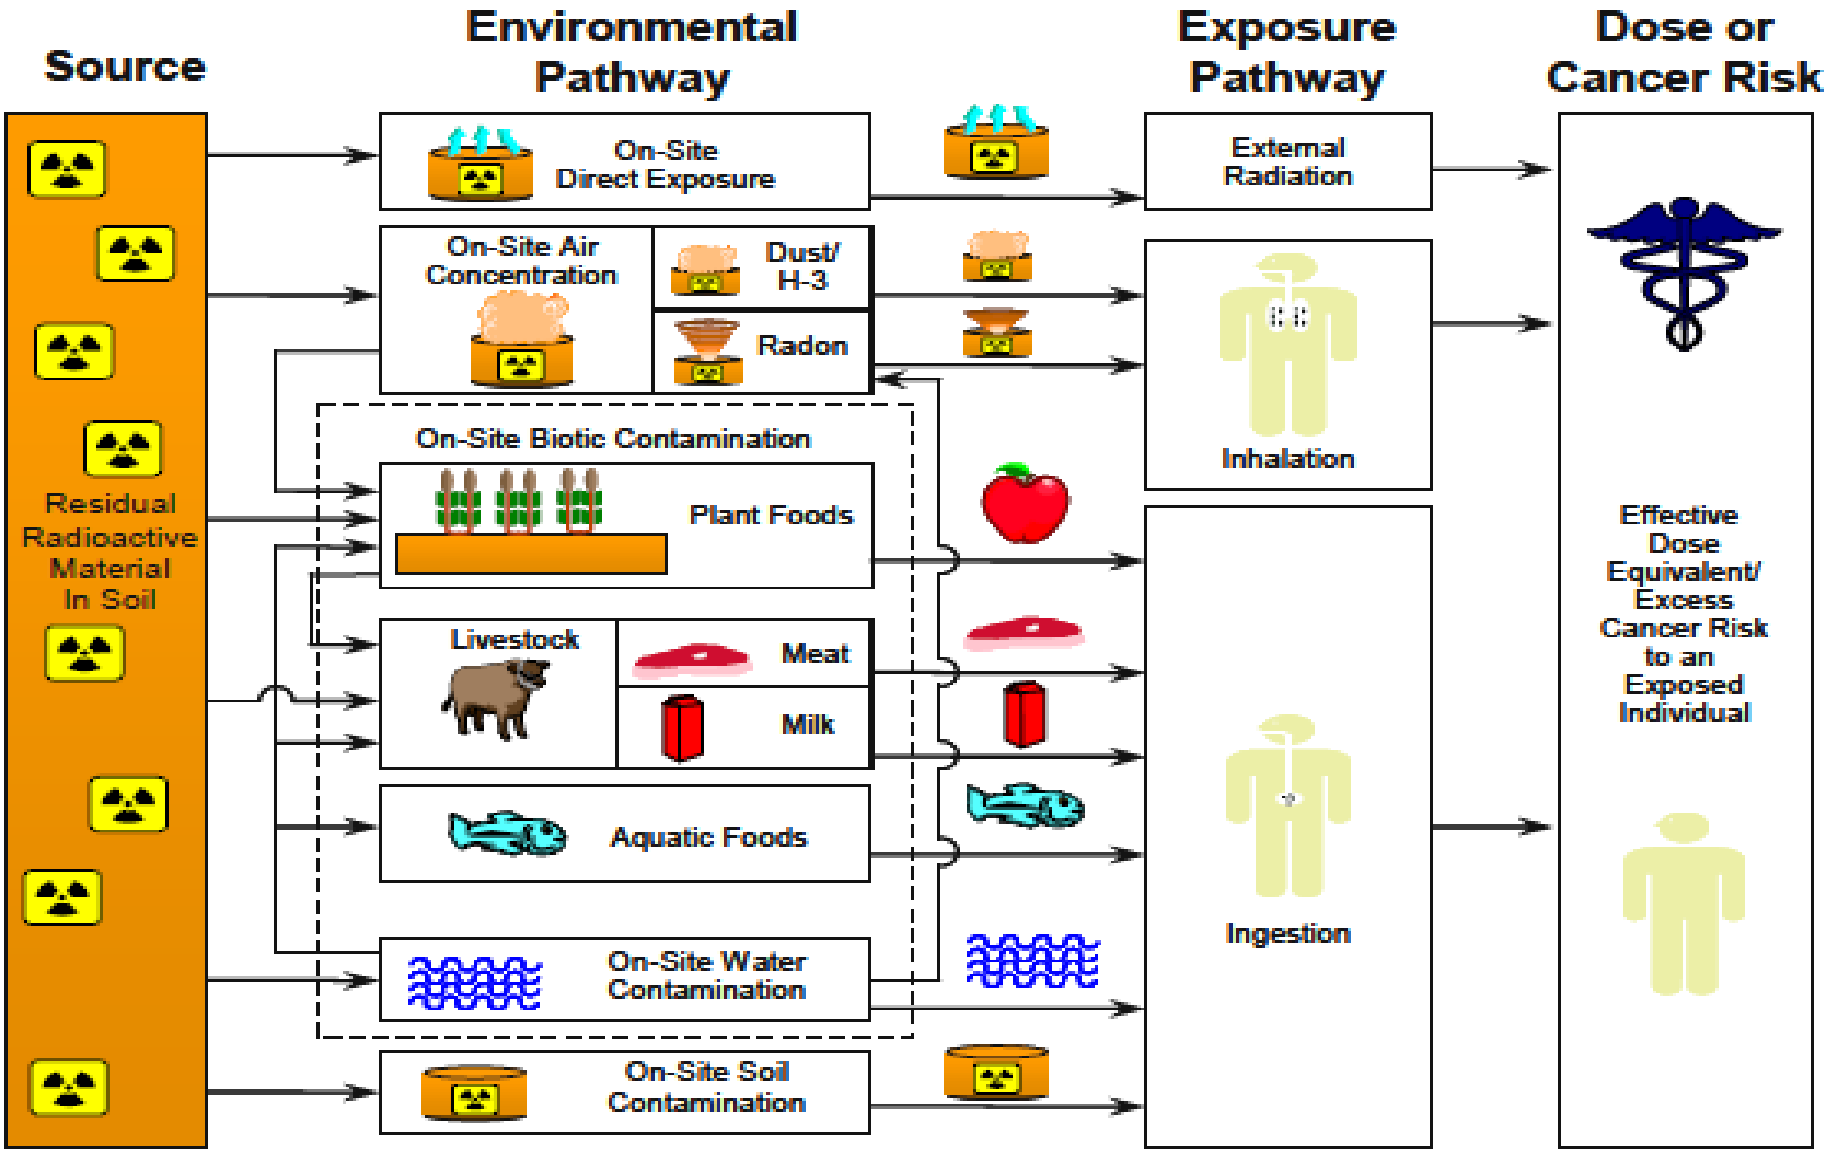 Source
Environmental
Pathway
Exposure
Pathway
Dose or
Cancer Risk
Residual
Radioactive
Material
In Soil
On-Site
Direct Exposure
On-Site Air
Concentration
Dust/
H-3
Radon
On-Site Biotic Contamination
Plant Foods
Livestock
Meat
Milk
Aquatic Foods
On-Site Water
Contamination
On-Site Soil
Contamination
External
Radiation
Inhalation
Ingestion
Effective
Dose
Equivalent/
Excess
Cancer Risk
to an
Exposed
Individual